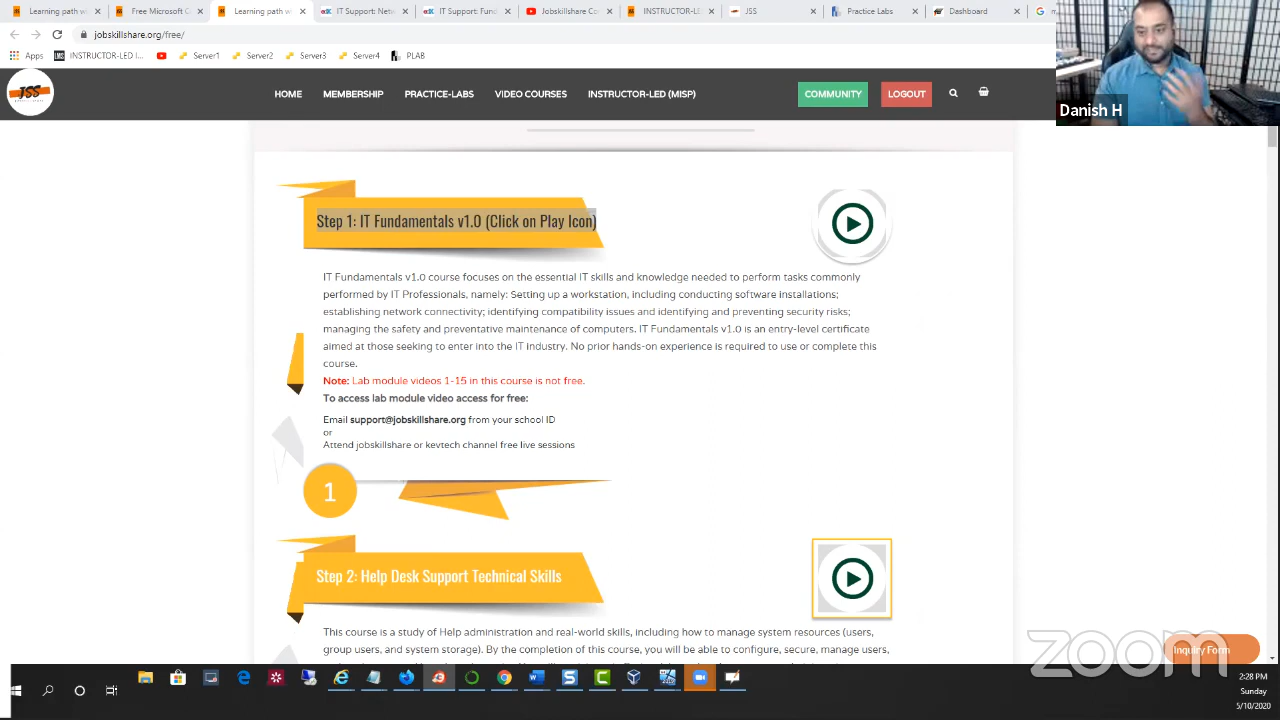 Learning path w
Free Microsoft C
Learning path w
IT Support: Netw
IT Support: Fund
Jobskillshare Co
INSTRUCTOR-LE
JSS
Practice Labs
Dashboard
jobskillshare.org/free/
Apps
INSTRUCTOR-LED I...
Server1
Server2
Server3
Server4
PLAB
JSS
HOME
MEMBERSHIP
PRACTICE-LABS
VIDEO COURSES
INSTRUCTOR-LED (MISP)
COMMUNITY
LOGOUT
Danish H
Step 1: IT Fundamentals v1.0 (Click on Play Icon)
IT Fundamentals v1.0 course focuses on the essential IT skills and knowledge needed to perform tasks commonly
performed by IT Professionals, namely: Setting up a workstation, including conducting software installations;
establishing network connectivity; identifying compatibility issues and identifying and preventing security risks;
managing the safety and preventative maintenance of computers. IT Fundamentals v1.0 is an entry-level certificate
aimed at those seeking to enter into the IT industry. No prior hands-on experience is required to use or complete this
course.
Note: Lab module videos 1-15 in this course is not free.
To access lab module video access for free:
Email support@jobskillshare.org from your school ID
or
Attend jobskillshare or kevtech channel free live sessions
1
Step 2: Help Desk Support Technical Skills
This course is a study of Help administration and real-world skills, including how to manage system resources (users,
group users, and system storage). By the completion of this course, you will be able to configure, secure, manage users,
zoom
Inquiry Form
2:28 PM
Sunday
5/10/2020